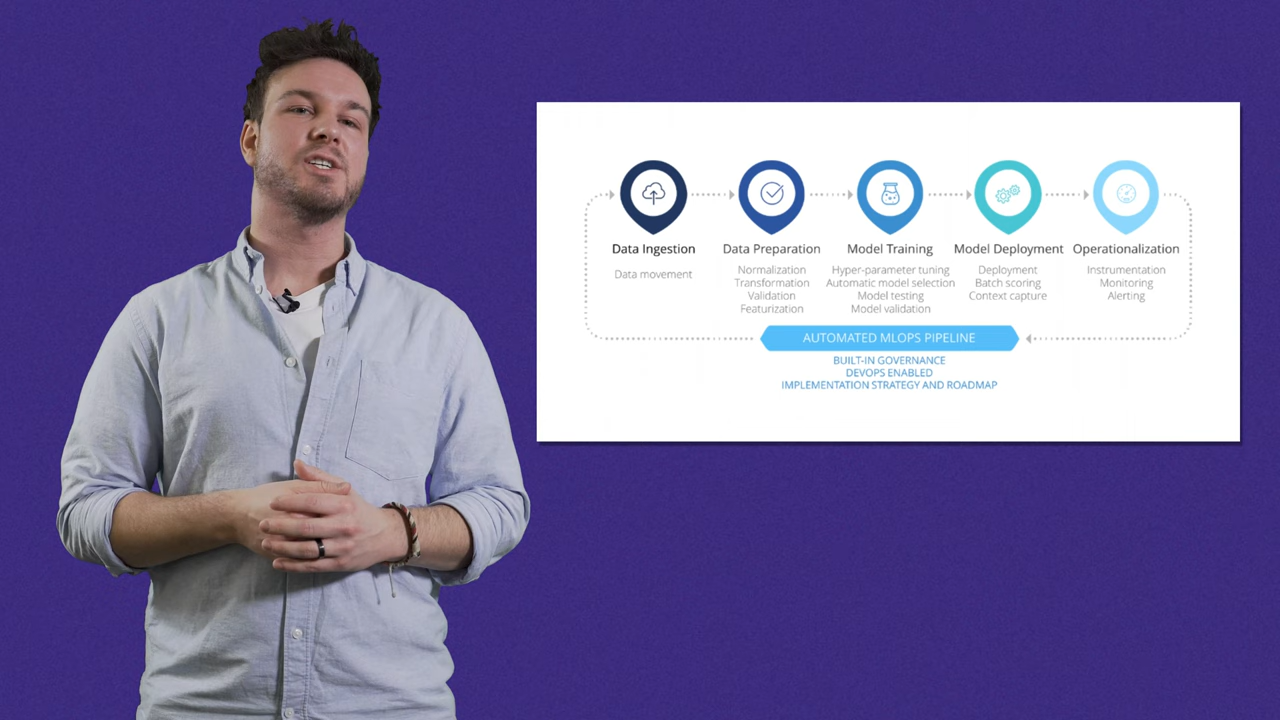 Data Ingestion
Data movement
Data Preparation
Normalization
Transformation
Validation
Featurization
Model Training
Hyper-parameter tuning
Automatic model selection
Model testing
Model validation
Model Deployment
Deployment
Batch scoring
Context capture
Operationalization
Instrumentation
Monitoring
Alerting
AUTOMATED MLOPS PIPELINE
BUILT-IN GOVERNANCE
DEVOPS ENABLED
IMPLEMENTATION STRATEGY AND ROADMAP